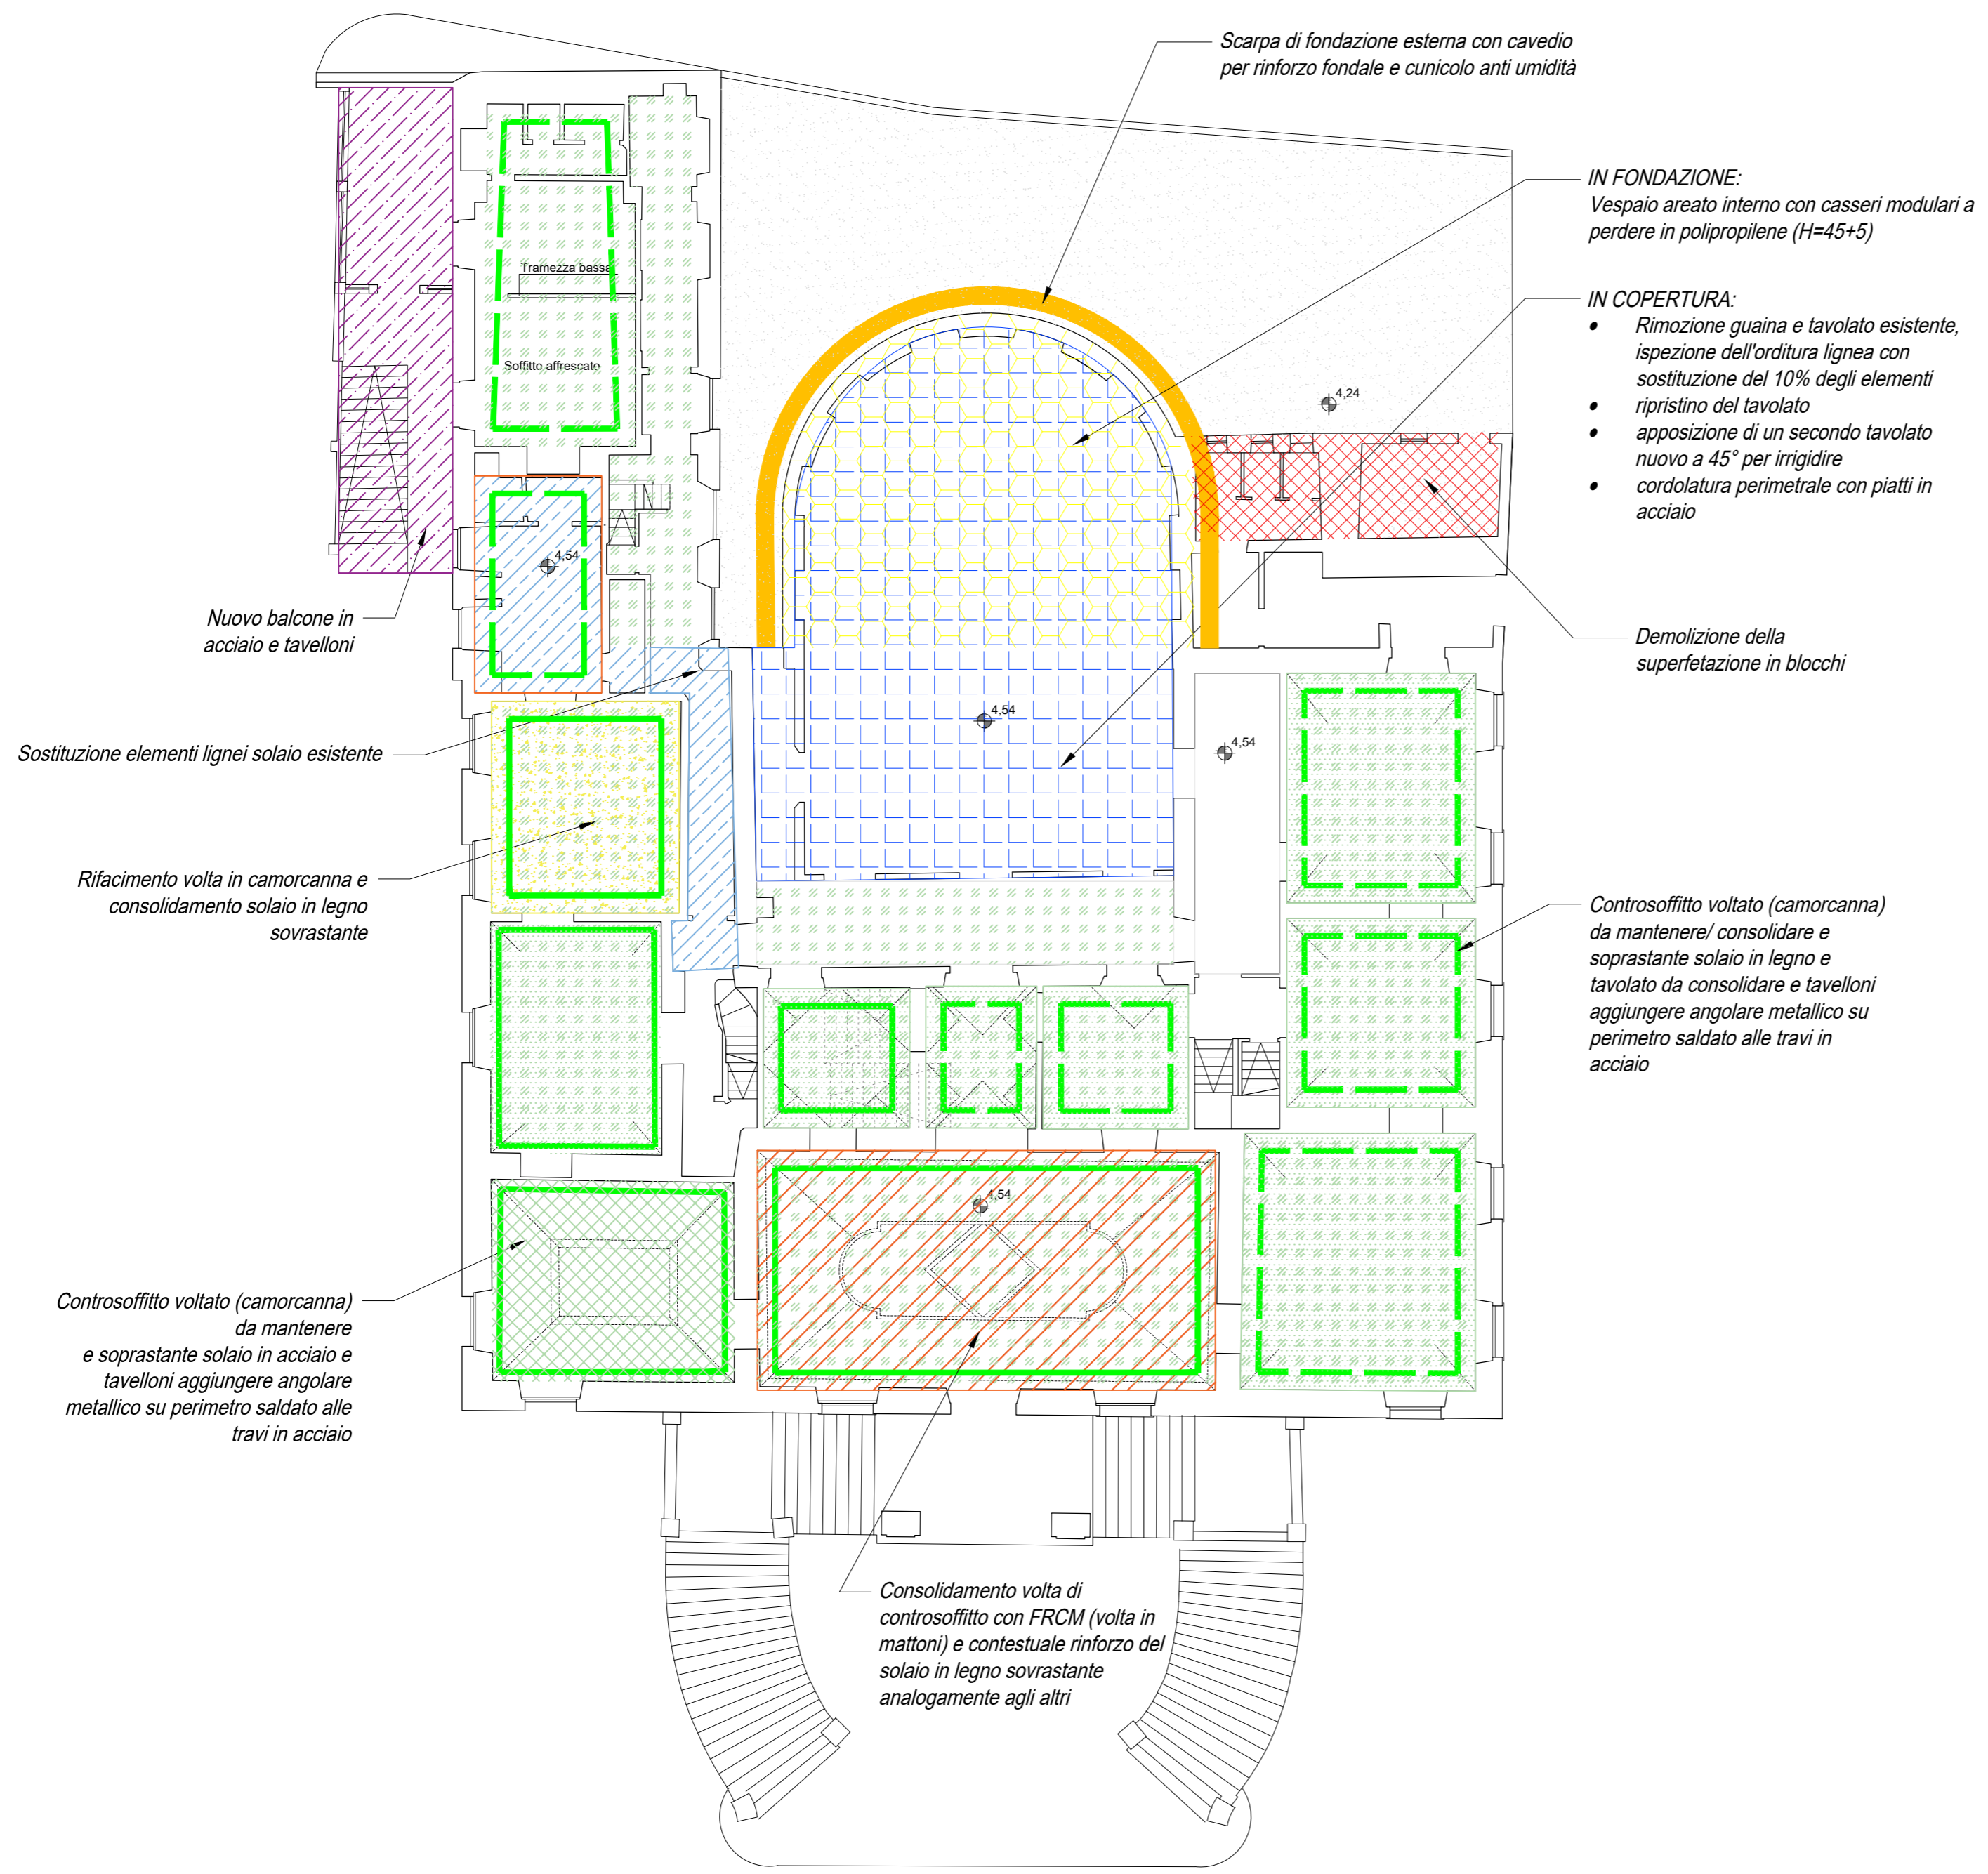 Scarpa di fondazione esterna con cavedio
per rinforzo fondale e cunicolo anti umidità
IN FONDAZIONE:
Vespaio areato interno con casseri modulari a
perdere in polipropilene (H=45+5)
IN COPERTURA:
• Rimozione guaina e tavolato esistente,
ispezione dell'orditura lignea con
sostituzione del 10% degli elementi
• ripristino del tavolato
• apposizione di un secondo tavolato
nuovo a 45° per irrigidire
• cordolatura perimetrale con piatti in
acciaio
Tramezza bassa
Soffitto affrescato
4,24
4,54
Nuovo balcone in
acciaio e tavelloni
Demolizione della
superfetazione in blocchi
4,54
4,54
Sostituzione elementi lignei solaio esistente
Rifacimento volta in camorcanna e
consolidamento solaio in legno
sovrastante
Controsoffitto voltato (camorcanna)
da mantenere/ consolidare e
soprastante solaio in legno e
tavolato da consolidare e tavelloni
aggiungere angolare metallico su
perimetro saldato alle travi in
acciaio
4,54
Controsoffitto voltato (camorcanna)
da mantenere
e soprastante solaio in acciaio e
tavelloni aggiungere angolare
metallico su perimetro saldato alle
travi in acciaio
Consolidamento volta di
controsoffitto con FRCM (volta in
mattoni) e contestuale rinforzo del
solaio in legno sovrastante
analogamente agli altri